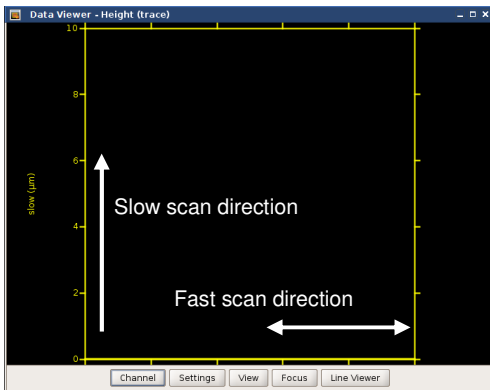 Data Viewer - Height (trace)
10
8
6
4
2
0
slow (µm)
Slow scan direction
Fast scan direction
Channel Settings View Focus Line Viewer